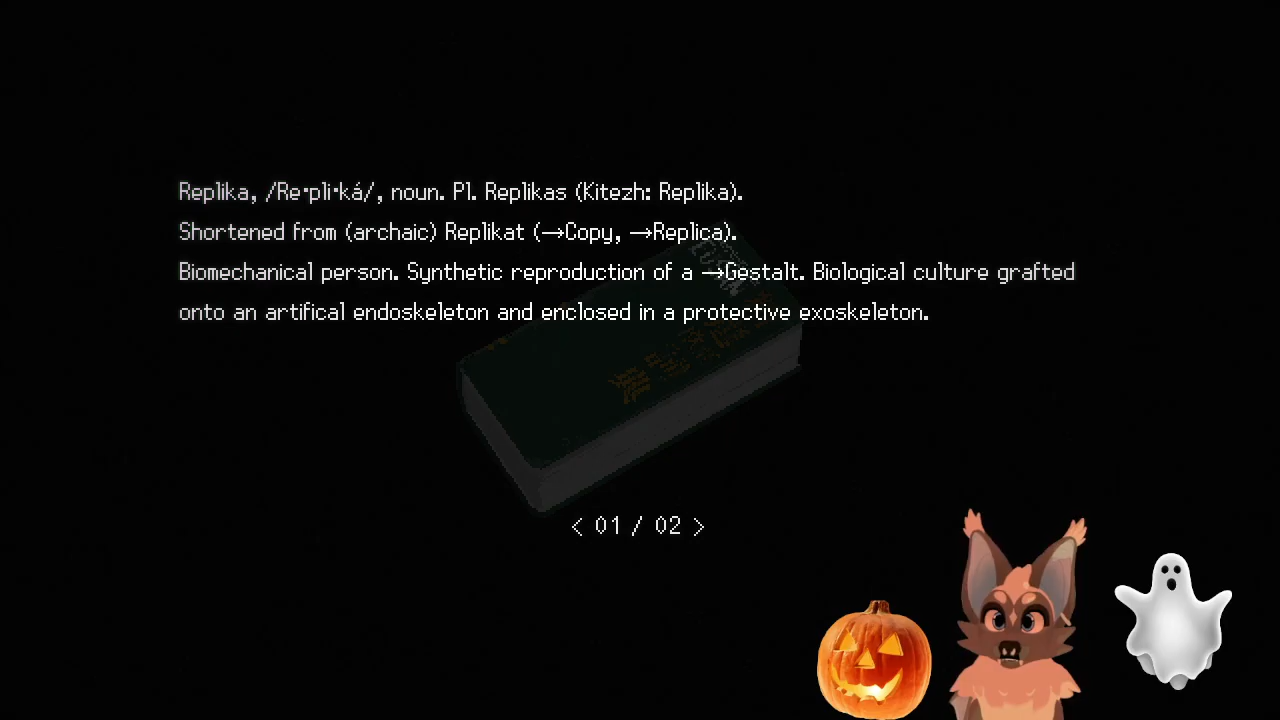 Replika, /Re·pli·ká/, noun. Pl. Replikas (Kitezh: Replika).
Shortened from (archaic) Replikat (→Copy, →Replica).
Biomechanical person. Synthetic reproduction of a →Gestalt. Biological culture grafted
onto an artifical endoskeleton and enclosed in a protective exoskeleton.
< 01 / 02 >